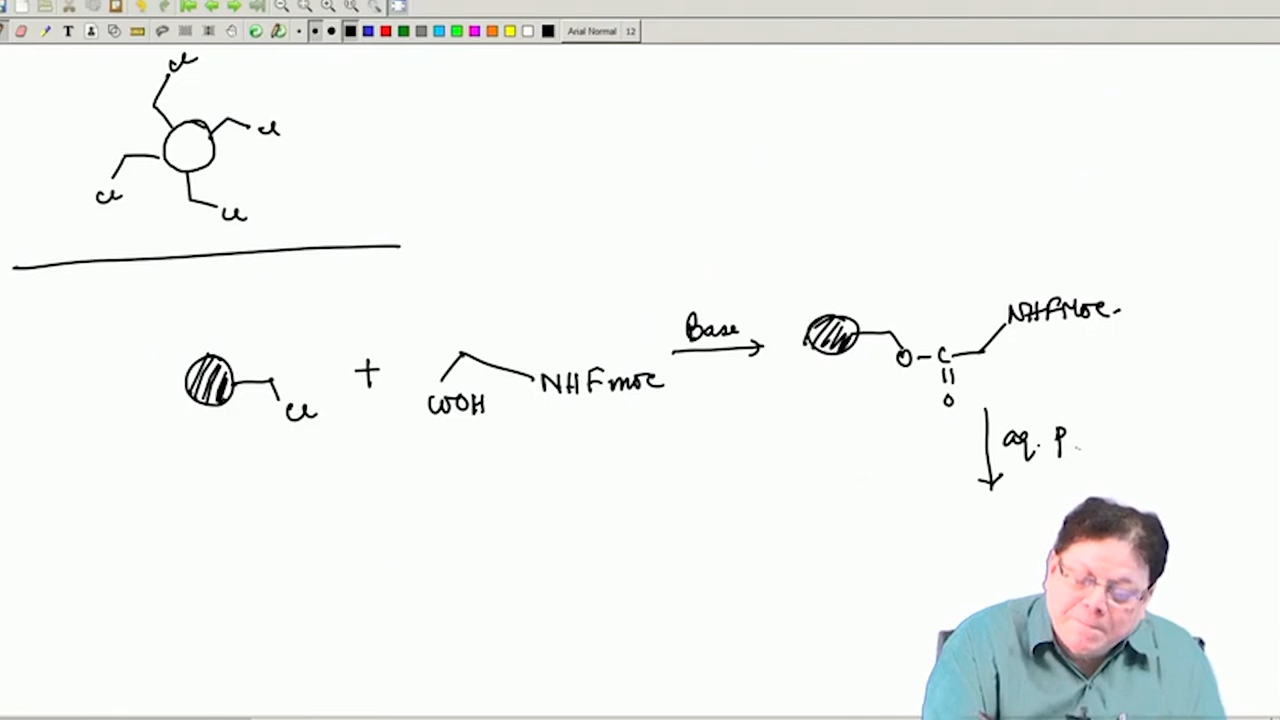 T
Arial Normal 12
Cl
Cl
Cl
Cl
Base
NHFMOC.
+
NHFmoc
O-C
O
Cl
COOH
aq. P